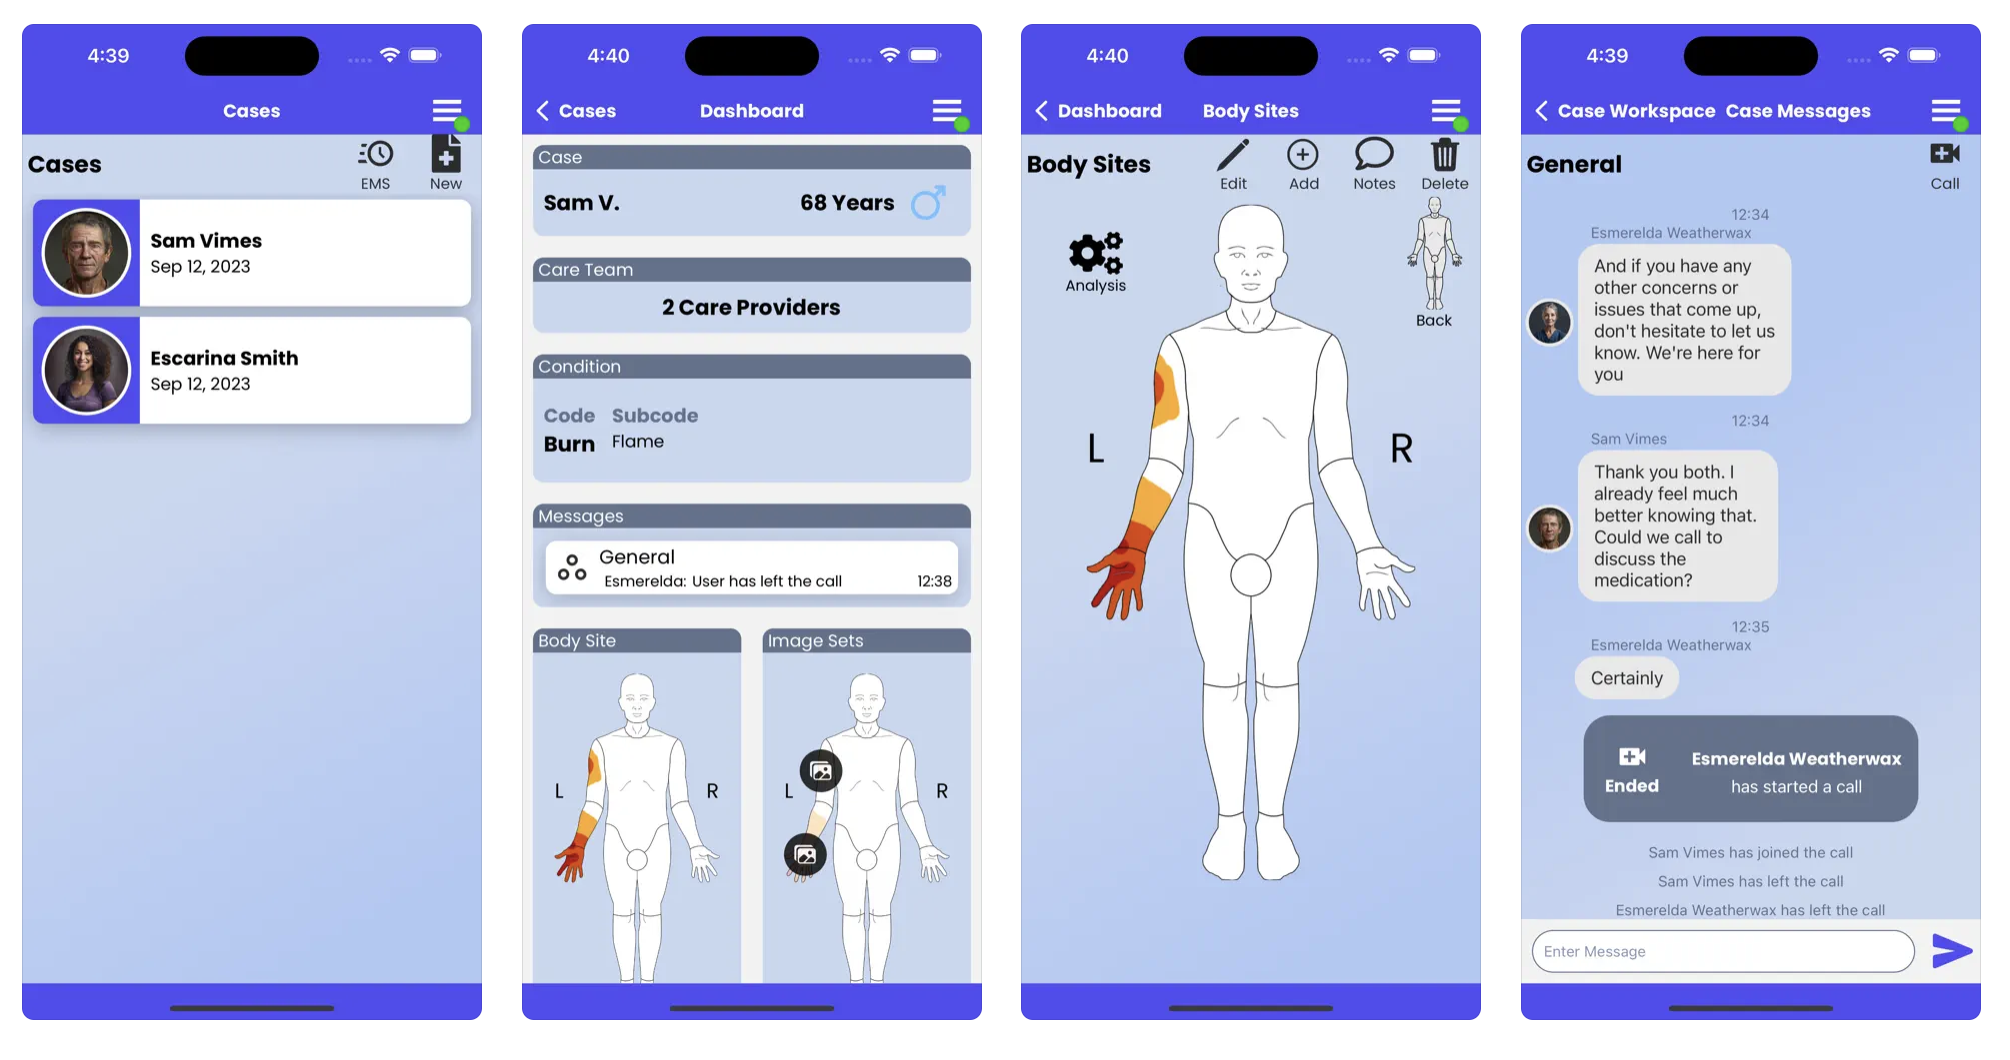 4:39
Cases
Cases
EMS
New
Sam Vimes
Sep 12, 2023
Escarina Smith
Sep 12, 2023
4:40
Cases
Dashboard
Case
Sam V.
68 Years
Care Team
2 Care Providers
Condition
Code Subcode
Burn Flame
Messages
General
Esmerelda: User has left the call 12:38
Body Site
L R
Image Sets
L R
4:40
Dashboard
Body Sites
Body Sites
Edit
Add
Notes
Delete
Analysis
Back
L R
4:39
Case Workspace
Case Messages
General
Call
12:34
Esmerelda Weatherwax
And if you have any
other concerns or
issues that come up,
don't hesitate to let us
know. We're here for
you
12:34
Sam Vimes
Thank you both. I
already feel much
better knowing that.
Could we call to
discuss the
medication?
12:35
Esmerelda Weatherwax
Certainly
Ended
Esmerelda Weatherwax
has started a call
Sam Vimes has joined the call
Sam Vimes has left the call
Esmerelda Weatherwax has left the call
Enter Message